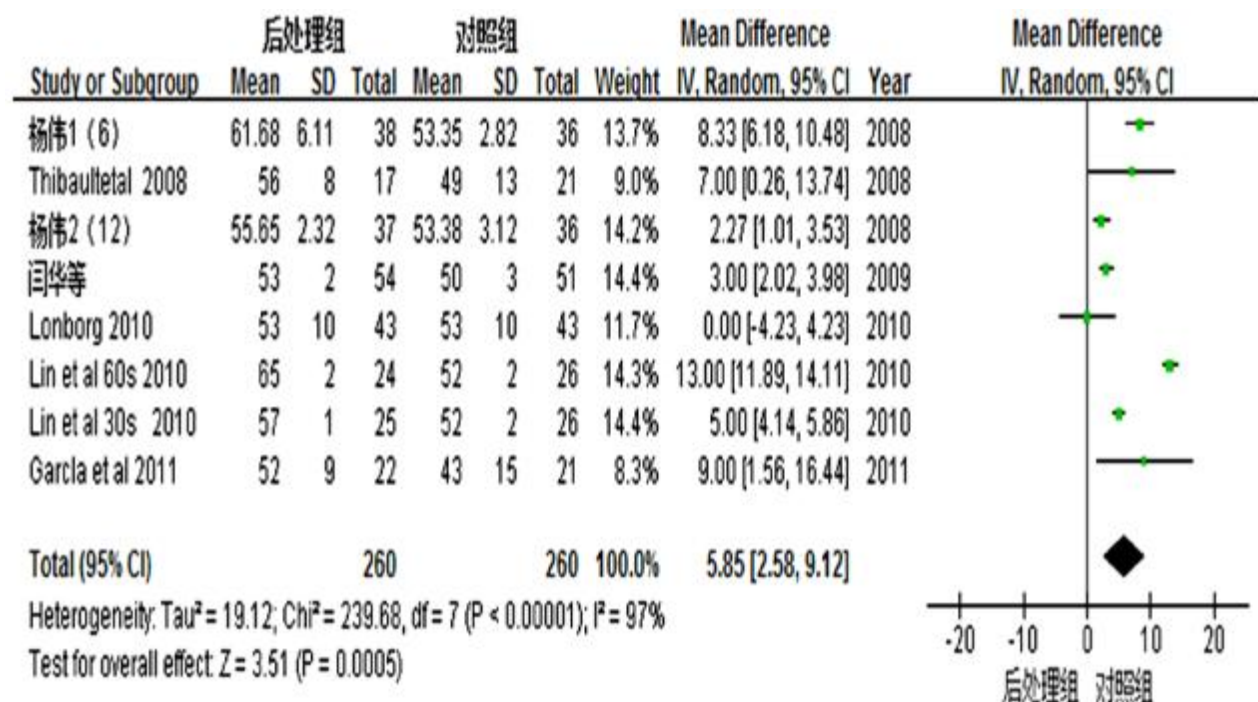 后处理组 对照组 Mean Difference Mean Difference
Study or Subgroup Mean SD Total Mean SD Total Weight IV, Random, 95% CI Year IV, Random, 95% CI
杨伟1 (6) 61.68 6.11 38 53.35 2.82 36 13.7% 8.33 [6.18, 10.48] 2008
Thibaultetal 2008 56 8 17 49 13 21 9.0% 7.00 [0.26, 13.74] 2008
杨伟2 (12) 55.65 2.32 37 53.38 3.12 36 14.2% 2.27 [1.01, 3.53] 2008
闫华等 53 2 54 50 3 51 14.4% 3.00 [2.02, 3.98] 2009
Lonborg 2010 53 10 43 53 10 43 11.7% 0.00 [-4.23, 4.23] 2010
Lin et al 60s 2010 65 2 24 52 2 26 14.3% 13.00 [11.89, 14.11] 2010
Lin et al 30s 2010 57 1 25 52 2 26 14.4% 5.00 [4.14, 5.86] 2010
Garcla et al 2011 52 9 22 43 15 21 8.3% 9.00 [1.56, 16.44] 2011
Total (95% CI) 260 260 100.0% 5.85 [2.58, 9.12]
Heterogeneity: Tau² = 19.12; Chi² = 239.68, df = 7 (P < 0.00001); I² = 97%
Test for overall effect: Z = 3.51 (P = 0.0005)
-20 -10 0 10 20
后处理组 对照组